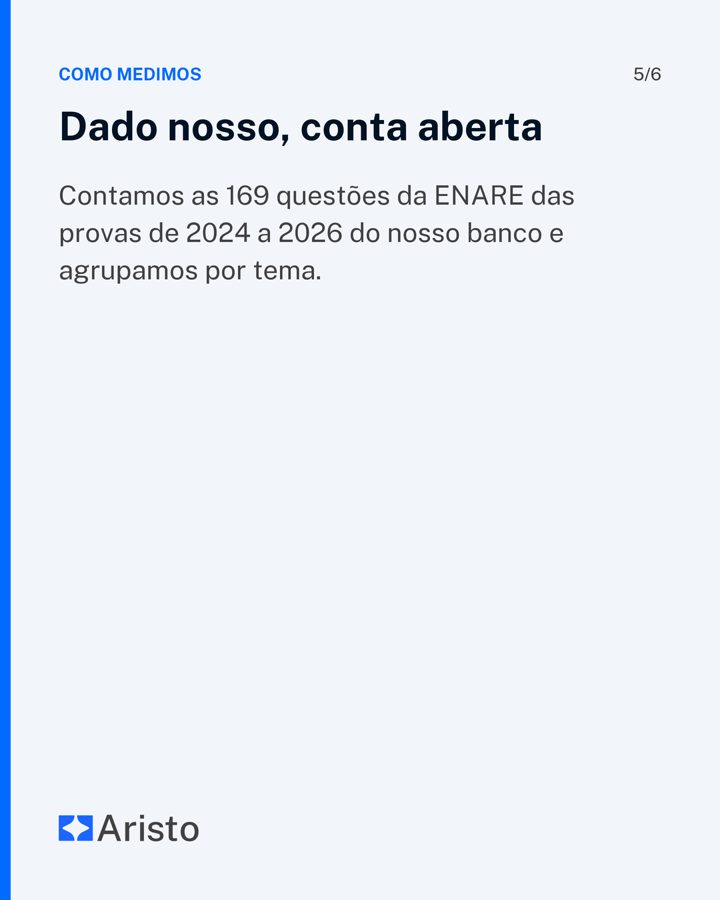 COMO MEDIMOS
5/6
Dado nosso, conta aberta
Contamos as 169 questões da ENARE das
provas de 2024 a 2026 do nosso banco e
agrupamos por tema.
Aristo